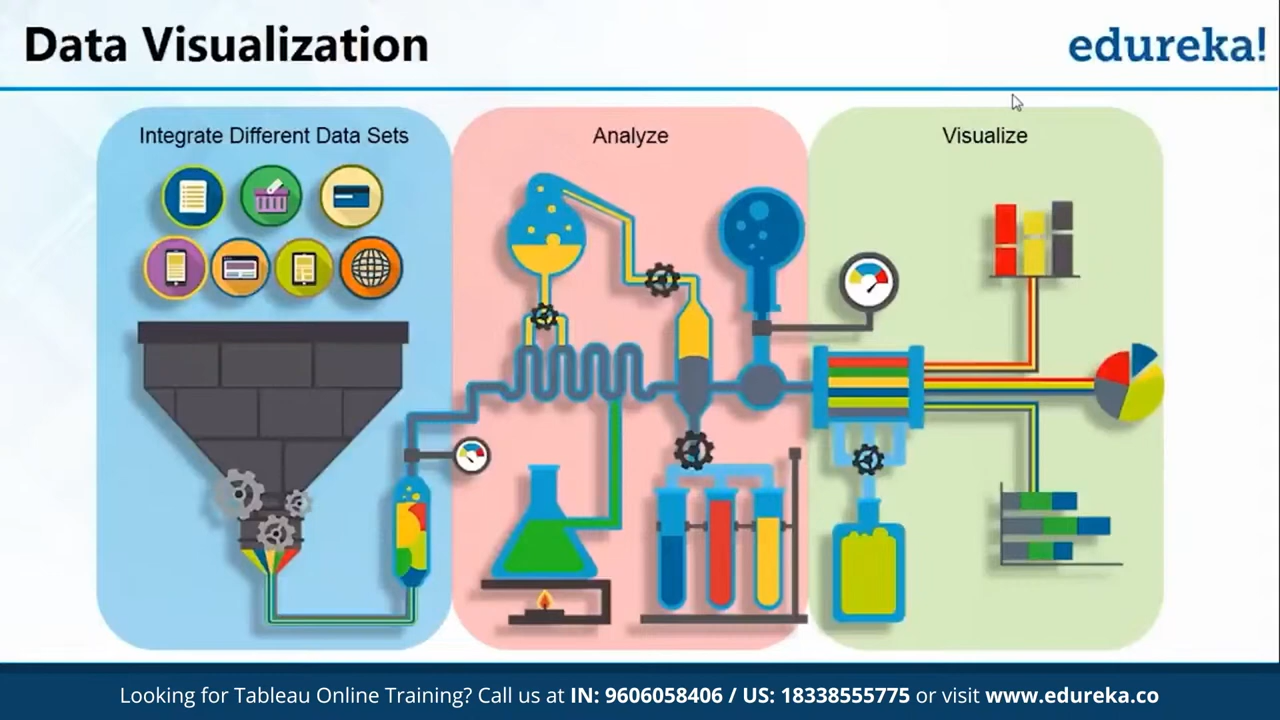 Data Visualization
edureka!
Integrate Different Data Sets
Analyze
Visualize
Looking for Tableau Online Training? Call us at IN: 9606058406 / US: 18338555775 or visit www.edureka.co